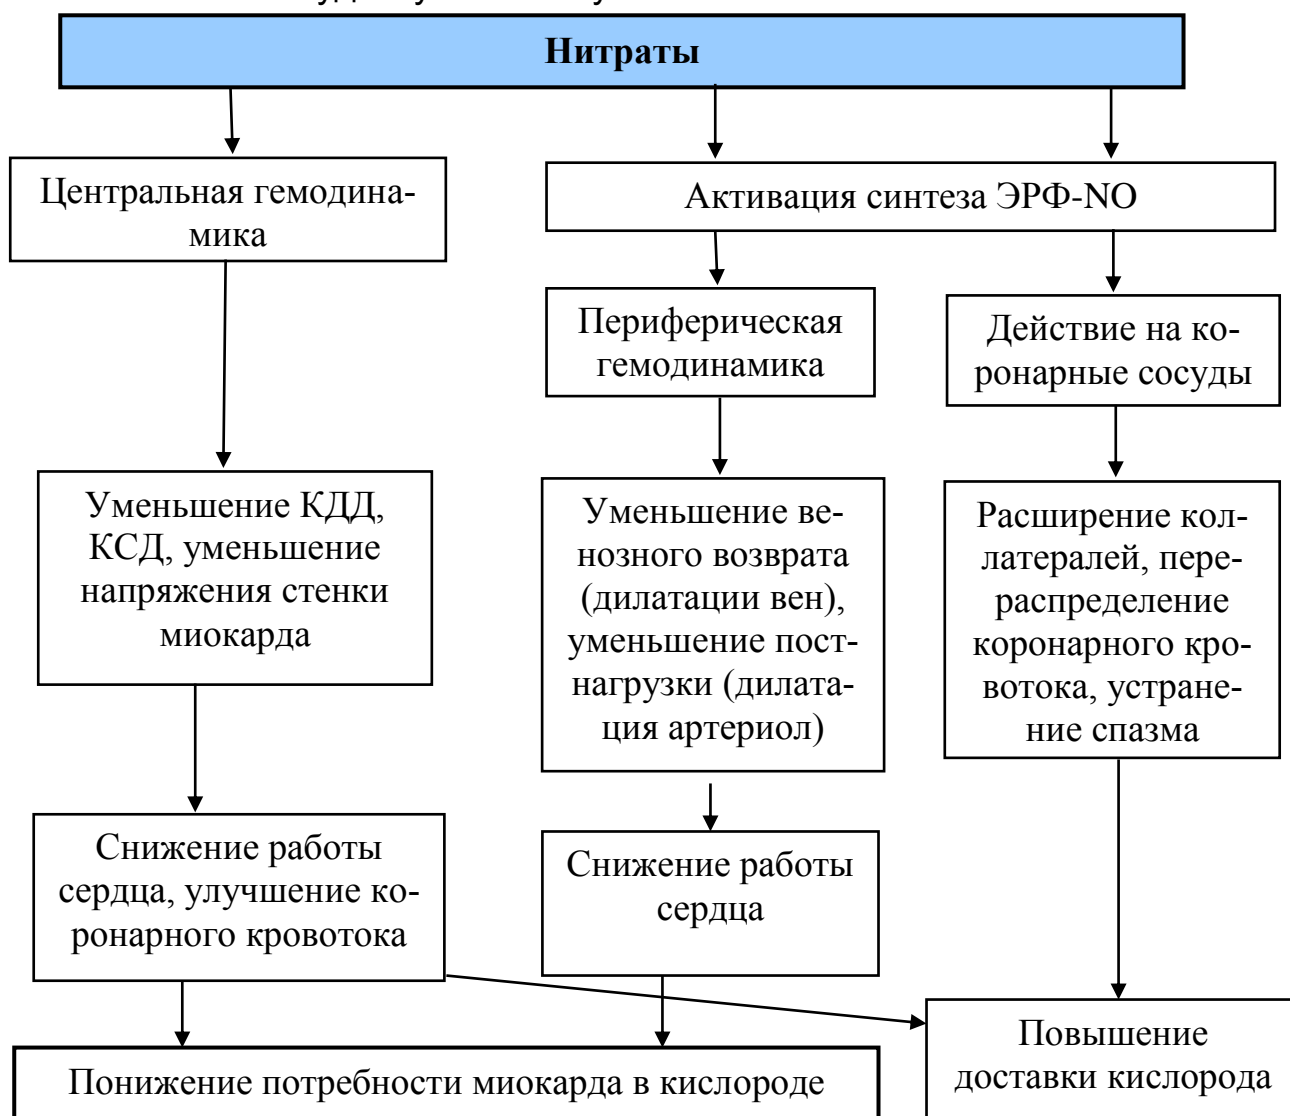 Нитраты
Центральная гемодина-
мика
Активация синтеза ЭРФ-NO
Периферическая
гемодинамика
Действие на ко-
ронарные сосуды
Уменьшение КДД,
КСД, уменьшение
напряжения стенки
миокарда
Уменьшение ве-
нозного возврата
(дилатации вен),
уменьшение пост-
нагрузки (дилата-
ция артериол)
Расширение кол-
латералей, пере-
распределение
коронарного кро-
вотока, устране-
ние спазма
Снижение работы
сердца, улучшение ко-
ронарного кровотока
Снижение работы
сердца
Понижение потребности миокарда в кислороде
Повышение
доставки кислорода